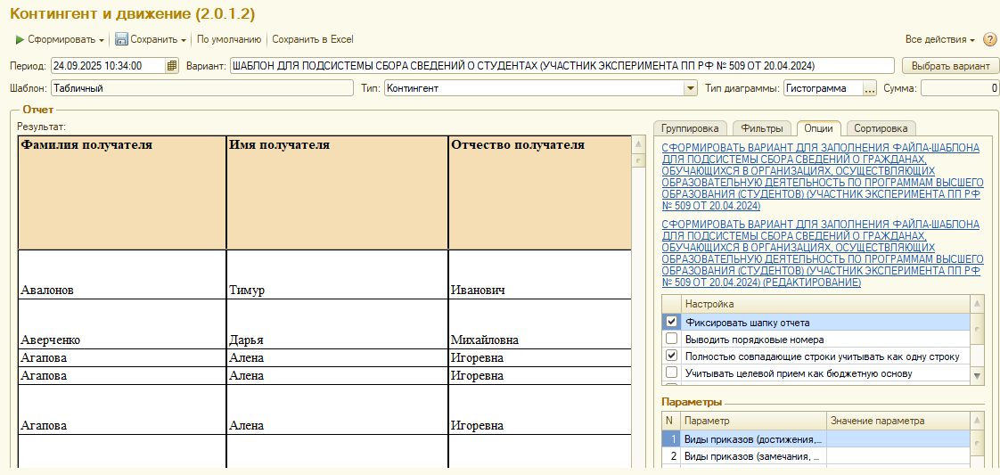 Контингент и движение (2.0.1.2)
Сформировать Сохранить По умолчанию Сохранить в Excel Все действия ?
Период: 24.09.2025 10:34:00 Вариант: ШАБЛОН ДЛЯ ПОДСИСТЕМЫ СБОРА СВЕДЕНИЙ О СТУДЕНТАХ (УЧАСТНИК ЭКСПЕРИМЕНТА ПП РФ № 509 ОТ 20.04.2024) Выбрать вариант
Шаблон: Табличный Тип: Контингент Тип диаграммы: Гистограмма ... Сумма: 0
Отчет
Результат:
Фамилия получателя Имя получателя Отчество получателя
Авалонов Тимур Иванович
Аверченко Дарья Михайловна
Агапова Алена Игоревна
Агапова Алена Игоревна
Агапова Алена Игоревна
Группировка Фильтры Опции Сортировка
СФОРМИРОВАТЬ ВАРИАНТ ДЛЯ ЗАПОЛНЕНИЯ ФАЙЛА-ШАБЛОНА
ДЛЯ ПОДСИСТЕМЫ СБОРА СВЕДЕНИЙ О ГРАЖДАНАХ,
ОБУЧАЮЩИХСЯ В ОРГАНИЗАЦИЯХ, ОСУЩЕСТВЛЯЮЩИХ
ОБРАЗОВАТЕЛЬНУЮ ДЕЯТЕЛЬНОСТЬ ПО ПРОГРАММАМ ВЫСШЕГО
ОБРАЗОВАНИЯ (СТУДЕНТОВ) (УЧАСТНИК ЭКСПЕРИМЕНТА ПП РФ
№ 509 ОТ 20.04.2024)
СФОРМИРОВАТЬ ВАРИАНТ ДЛЯ ЗАПОЛНЕНИЯ ФАЙЛА-ШАБЛОНА
ДЛЯ ПОДСИСТЕМЫ СБОРА СВЕДЕНИЙ О ГРАЖДАНАХ,
ОБУЧАЮЩИХСЯ В ОРГАНИЗАЦИЯХ, ОСУЩЕСТВЛЯЮЩИХ
ОБРАЗОВАТЕЛЬНУЮ ДЕЯТЕЛЬНОСТЬ ПО ПРОГРАММАМ ВЫСШЕГО
ОБРАЗОВАНИЯ (СТУДЕНТОВ) (УЧАСТНИК ЭКСПЕРИМЕНТА ПП РФ
№ 509 ОТ 20.04.2024) (РЕДАКТИРОВАНИЕ)
Настройка
Фиксировать шапку отчета
Выводить порядковые номера
Полностью совпадающие строки учитывать как одну строку
Учитывать целевой прием как бюджетную основу
Параметры
N Параметр Значение параметра
1 Виды приказов (достижения,...
2 Виды приказов (замечания, ...